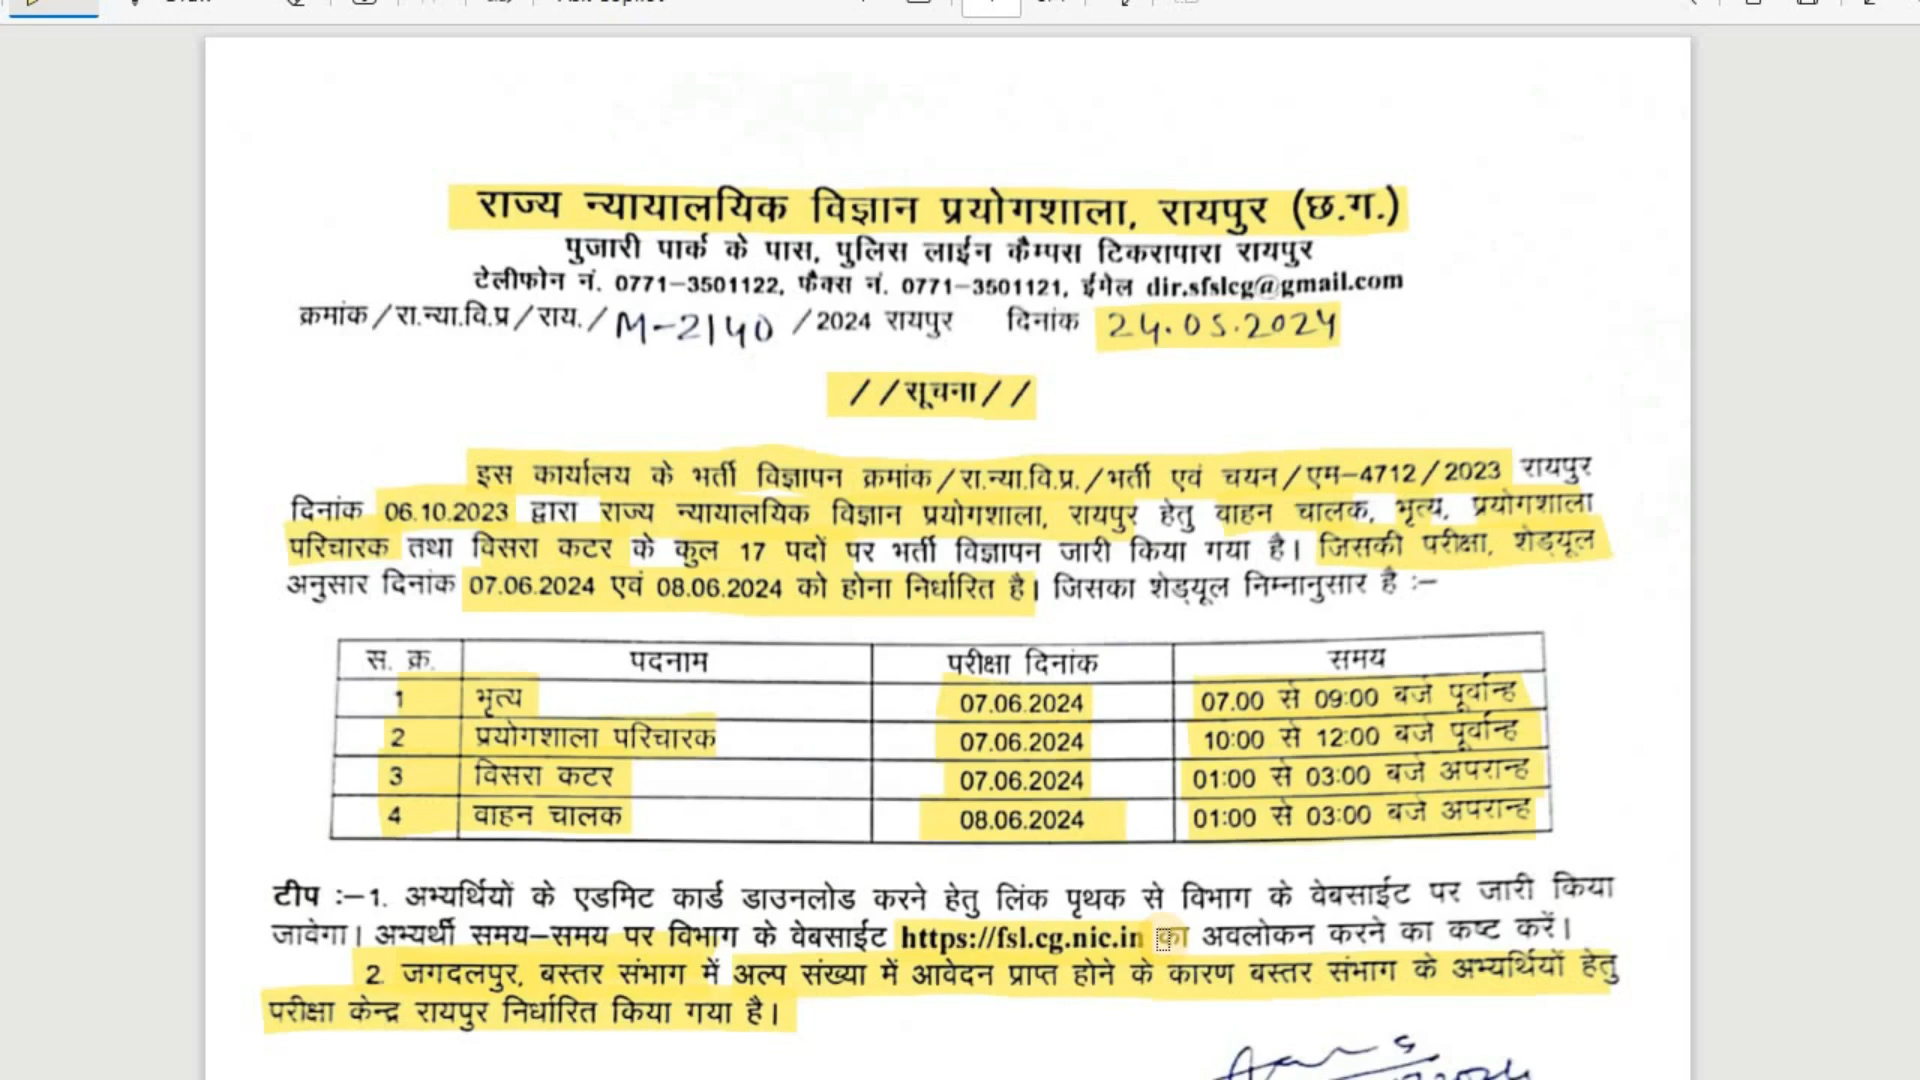 राज्य न्यायालयिक विज्ञान प्रयोगशाला, रायपुर (छ.ग.)
पुजारी पार्क के पास, पुलिस लाईन कैम्पस टिकरापारा रायपुर
टेलीफोन नं. 0771-3501122, फैक्स नं. 0771-3501121, ईमेल dir.sfslcg@gmail.com
क्रमांक/रा.न्या.वि.प्र/राय./M-2140/2024 रायपुर दिनांक 24.05.2024
//सूचना//
इस कार्यालय के भर्ती विज्ञापन क्रमांक/रा.न्या.वि.प्र./भर्ती एवं चयन/एम-4712/2023 रायपुर
दिनांक 06.10.2023 द्वारा राज्य न्यायालयिक विज्ञान प्रयोगशाला, रायपुर हेतु वाहन चालक, भृत्य, प्रयोगशाला
परिचारक तथा विसरा कटर के कुल 17 पदों पर भर्ती विज्ञापन जारी किया गया है। जिसकी परीक्षा, शेड्यूल
अनुसार दिनांक 07.06.2024 एवं 08.06.2024 को होना निर्धारित है। जिसका शेड्यूल निम्नानुसार है :–
स. क्र. पदनाम परीक्षा दिनांक समय
1 भृत्य 07.06.2024 07.00 से 09:00 बजे पूर्वान्ह
2 प्रयोगशाला परिचारक 07.06.2024 10:00 से 12:00 बजे पूर्वान्ह
3 विसरा कटर 07.06.2024 01:00 से 03:00 बजे अपरान्ह
4 वाहन चालक 08.06.2024 01:00 से 03:00 बजे अपरान्ह
टीप :–1. अभ्यर्थियों के एडमिट कार्ड डाउनलोड करने हेतु लिंक पृथक से विभाग के वेबसाईट पर जारी किया
जावेगा। अभ्यर्थी समय–समय पर विभाग के वेबसाईट https://fsl.cg.nic.in का अवलोकन करने का कष्ट करें।
2. जगदलपुर, बस्तर संभाग में अल्प संख्या में आवेदन प्राप्त होने के कारण बस्तर संभाग के अभ्यर्थियों हेतु
परीक्षा केन्द्र रायपुर निर्धारित किया गया है।